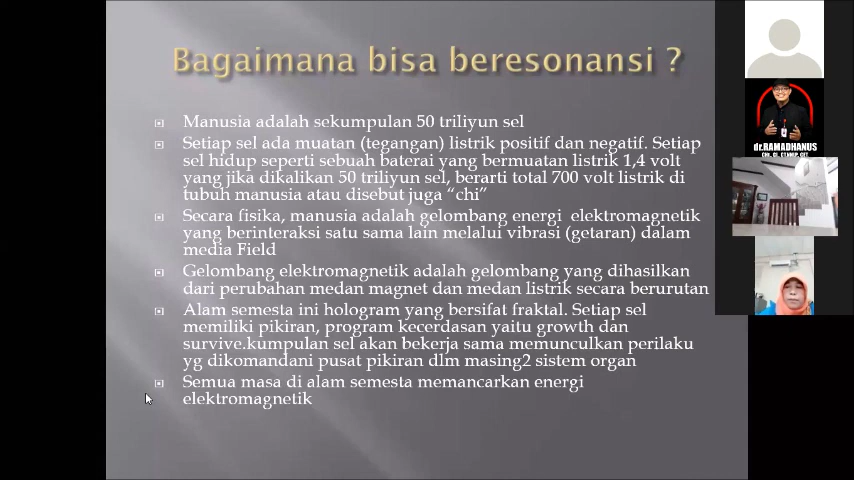 Bagaimana bisa beresonansi ?
Manusia adalah sekumpulan 50 triliyun sel
Setiap sel ada muatan (tegangan) listrik positif dan negatif. Setiap
sel hidup seperti sebuah baterai yang bermuatan listrik 1,4 volt
yang jika dikalikan 50 triliyun sel, berarti total 700 volt listrik di
tubuh manusia atau disebut juga “chi”
Secara fisika, manusia adalah gelombang energi elektromagnetik
yang berinteraksi satu sama lain melalui vibrasi (getaran) dalam
media Field
Gelombang elektromagnetik adalah gelombang yang dihasilkan
dari perubahan medan magnet dan medan listrik secara berurutan
Alam semesta ini hologram yang bersifat fraktal. Setiap sel
memiliki pikiran, program kecerdasan yaitu growth dan
survive.kumpulan sel akan bekerja sama memunculkan perilaku
yg dikomandani pusat pikiran dlm masing2 sistem organ
Semua masa di alam semesta memancarkan energi
elektromagnetik
dr.RAMADHANUS